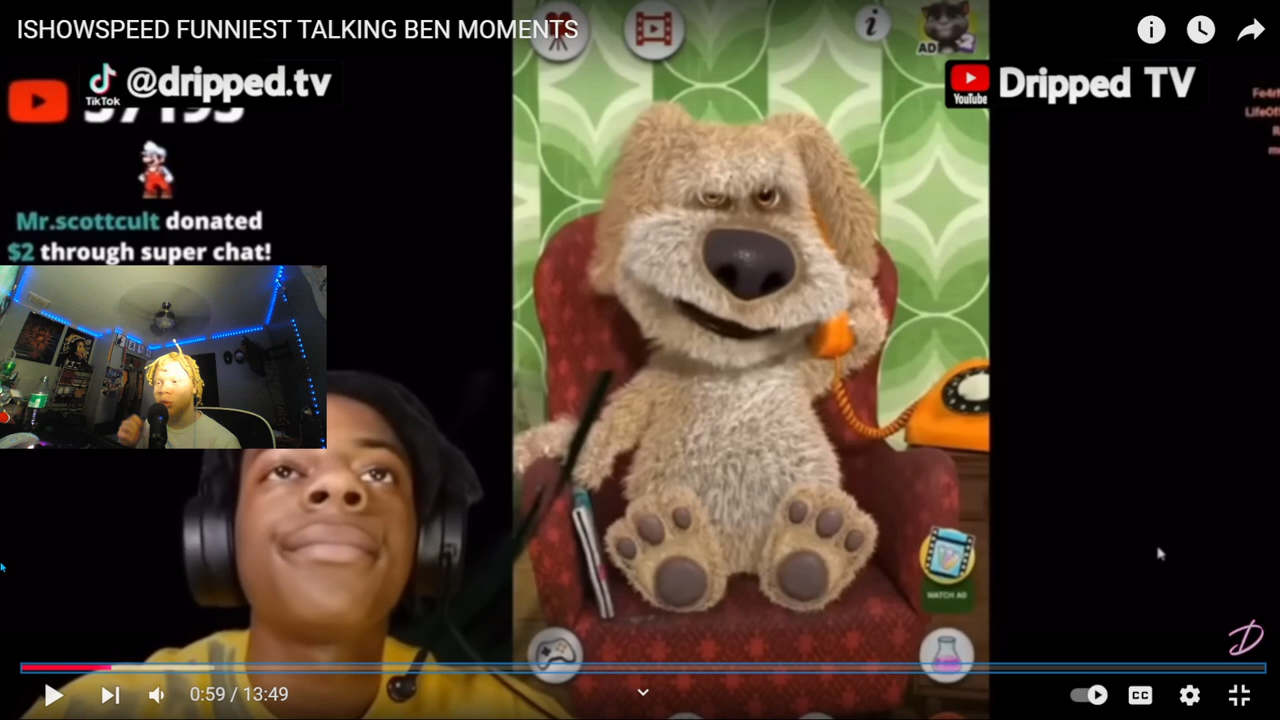 ISHOWSPEED FUNNIEST TALKING BEN MOMENTS
TikTok
@dripped.tv
YouTube
Dripped TV
AD
Mr.scottcult donated
$2 through super chat!
WATCH AD
0:59 / 13:49
CC